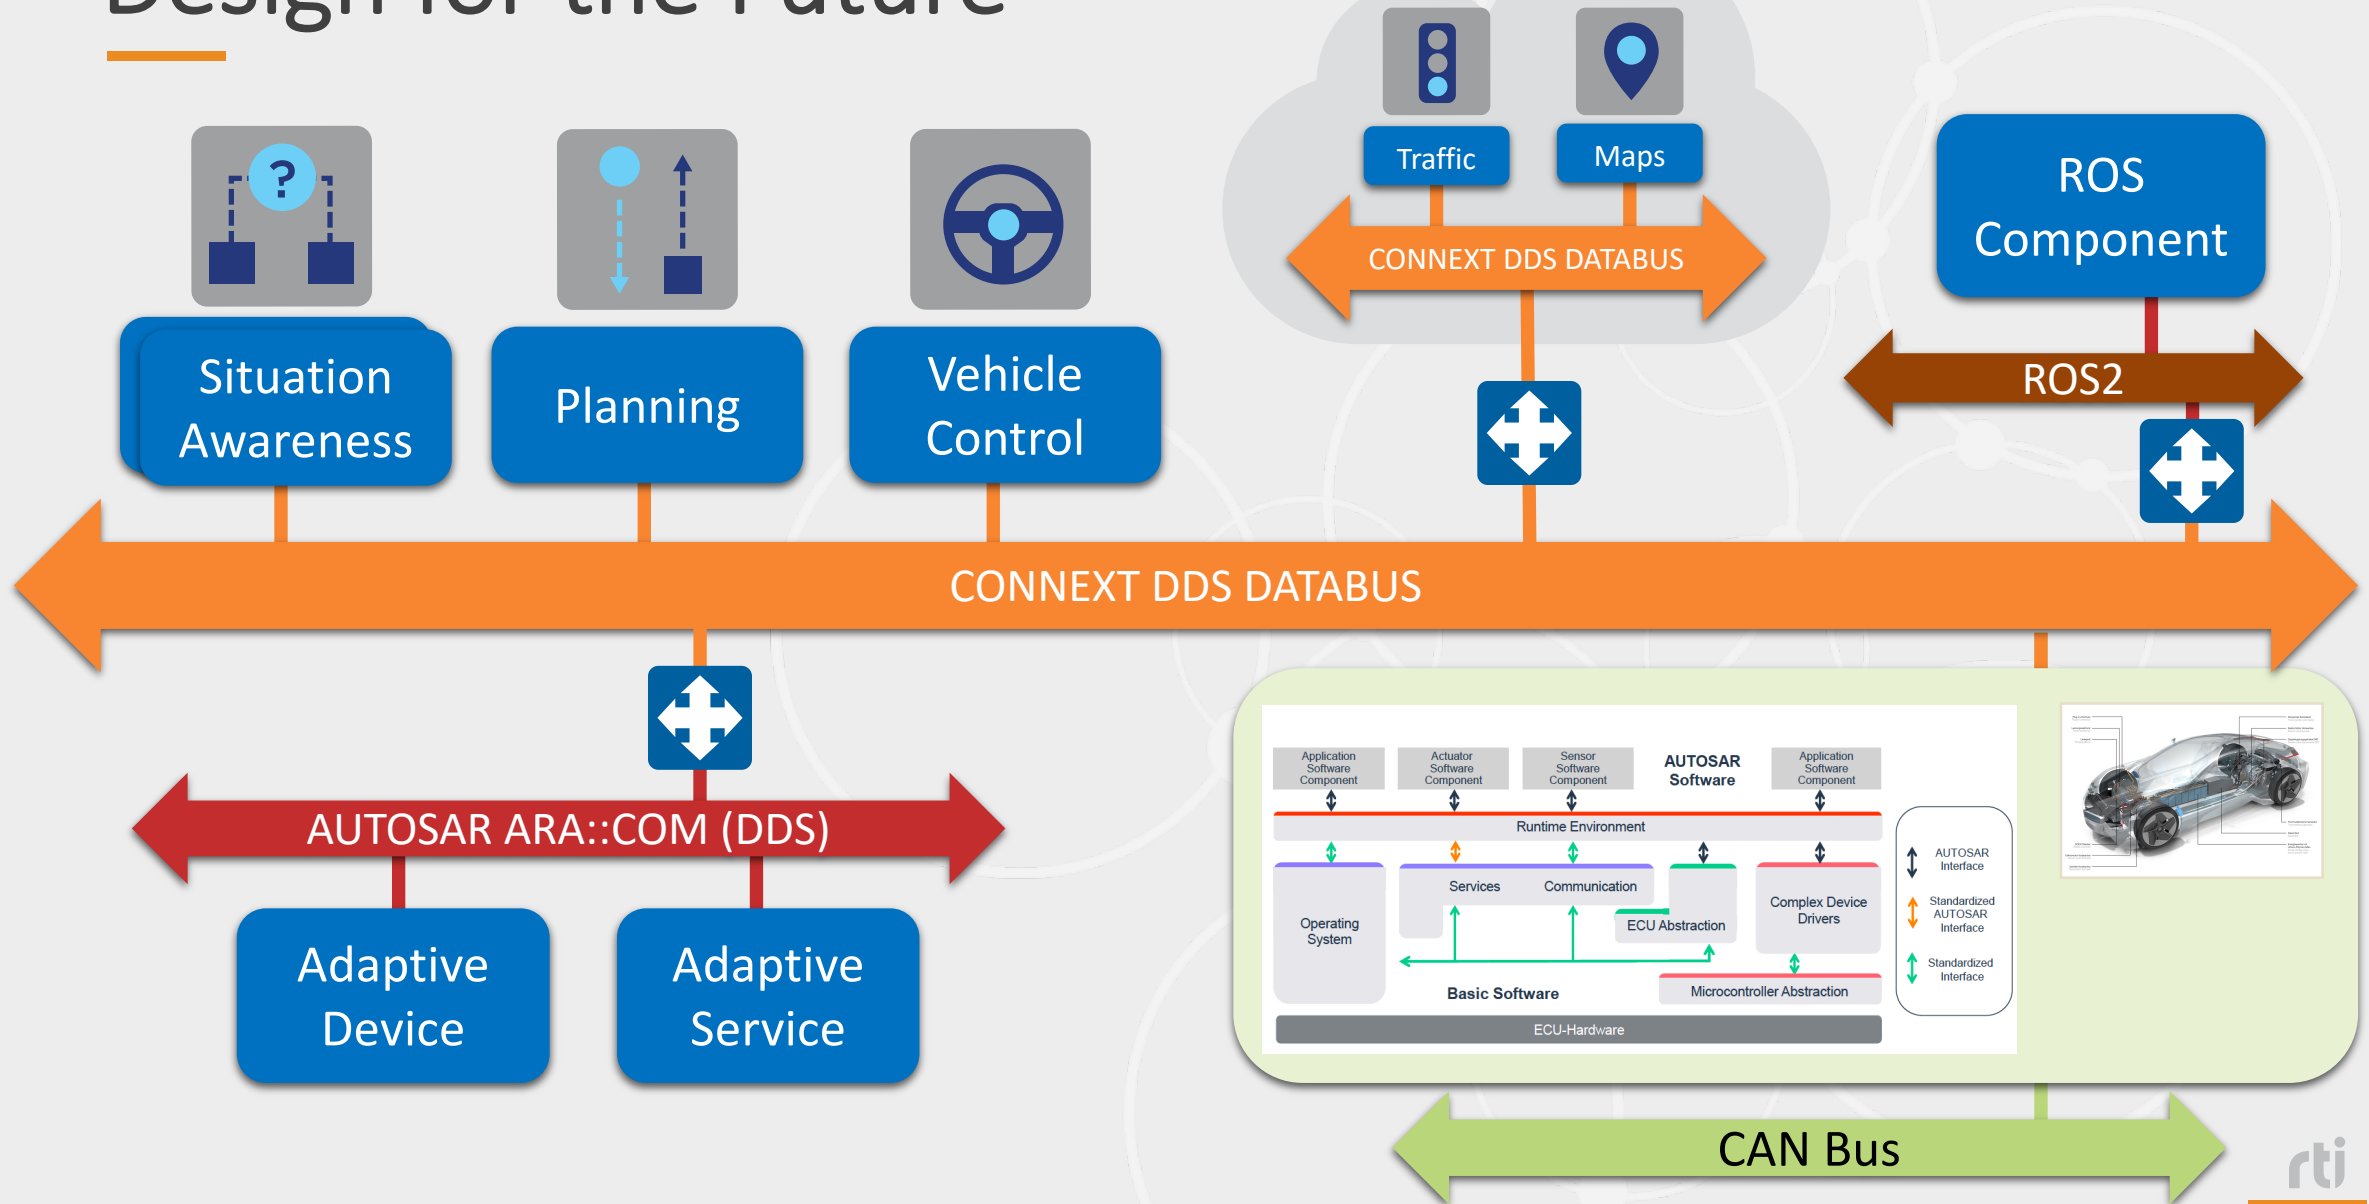 Design for the Future
Traffic
Maps
CONNEXT DDS DATABUS
ROS
Component
ROS2
?
Situation
Awareness
Planning
Vehicle
Control
CONNEXT DDS DATABUS
AUTOSAR ARA::COM (DDS)
Adaptive
Device
Adaptive
Service
Application
Software
Component
Actuator
Software
Component
Sensor
Software
Component
AUTOSAR
Software
Application
Software
Component
Runtime Environment
Operating
System
Services
Communication
ECU Abstraction
Complex Device
Drivers
Basic Software
Microcontroller Abstraction
ECU-Hardware
AUTOSAR
Interface
Standardized
AUTOSAR
Interface
Standardized
Interface
CAN Bus
rti